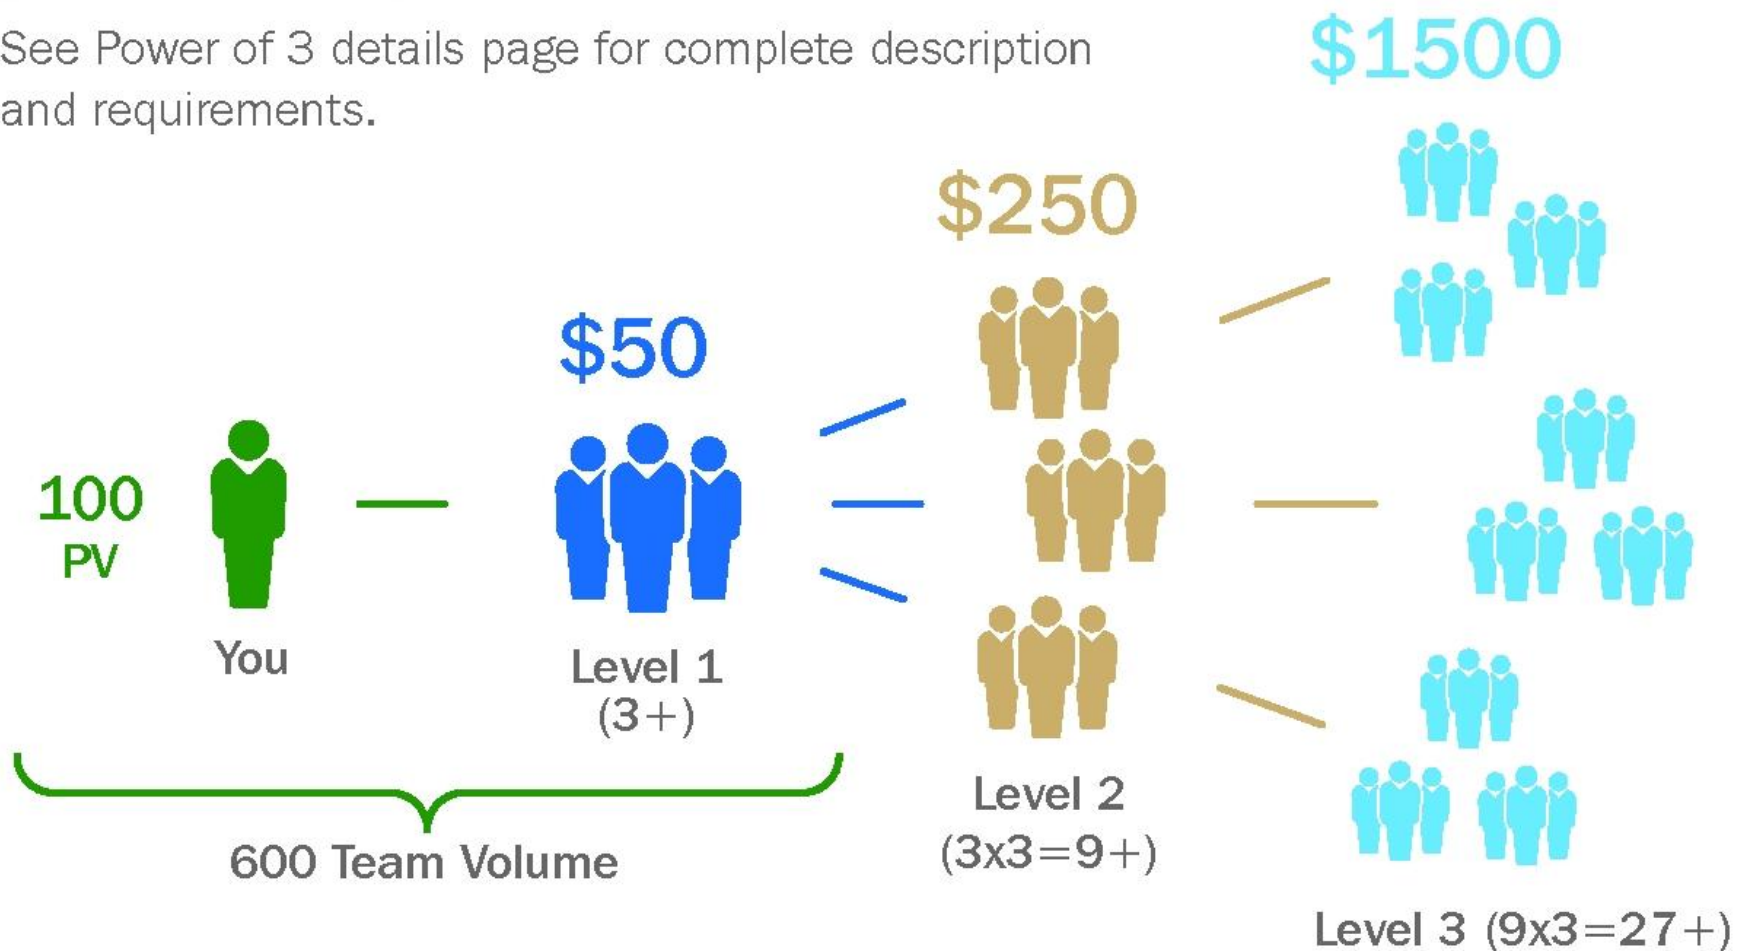 See Power of 3 details page for complete description
and requirements.
$1500
$250
$50
100
PV
You
Level 1
(3+)
600 Team Volume
Level 2
(3x3=9+)
Level 3 (9x3=27+)